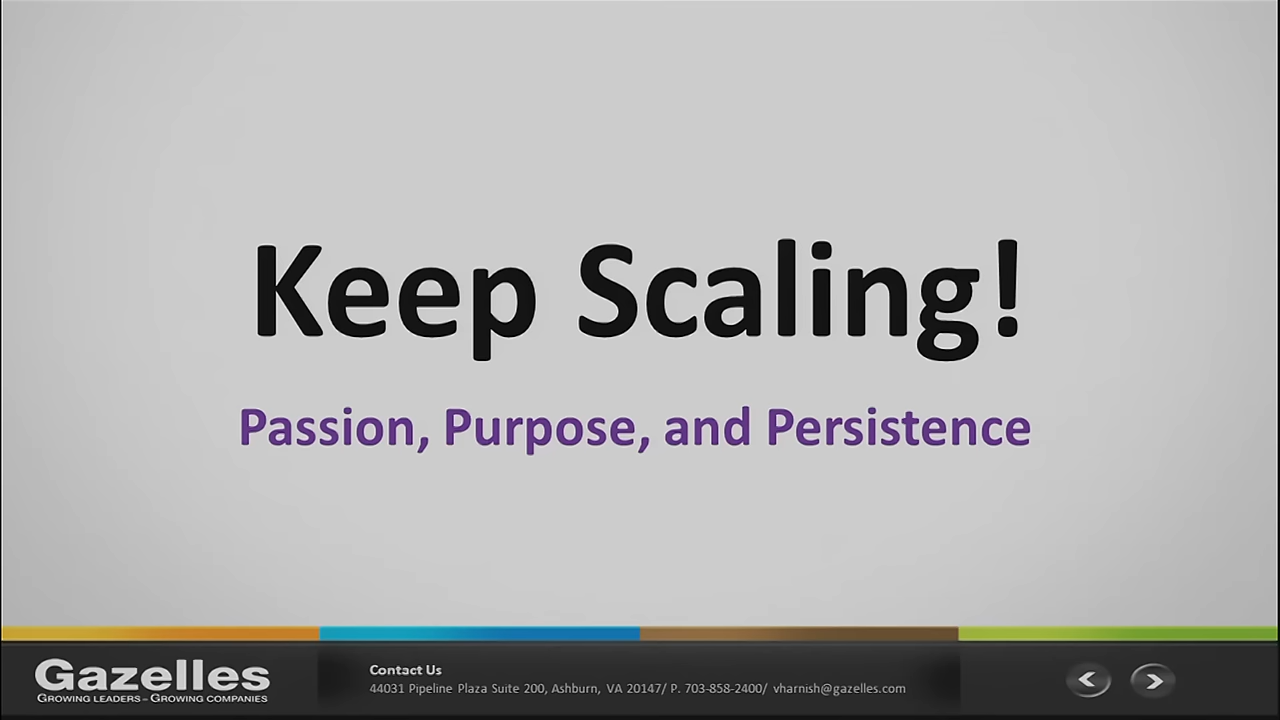 Keep Scaling!
Passion, Purpose, and Persistence
Gazelles
GROWING LEADERS – GROWING COMPANIES
Contact Us
44031 Pipeline Plaza Suite 200, Ashburn, VA 20147/ P. 703-858-2400/ vharnish@gazelles.com